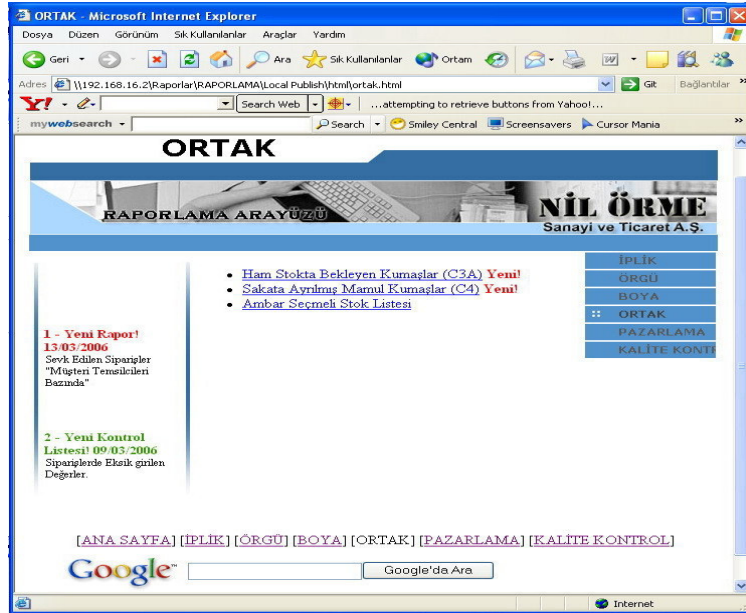 ORTAK - Microsoft Internet Explorer
Dosya Düzen Görünüm Sık Kullanılanlar Araçlar Yardım
Geri Ara Sık Kullanılanlar Ortam
Adres \\192.168.16.2\Raporlar\RAPORLAMA\Local Publish\html\ortak.html Git Bağlantılar »
Y! Search Web ...attempting to retrieve buttons from Yahoo!...
mywebsearch Search Smiley Central Screensavers Cursor Mania »
ORTAK
RAPORLAMA ARAYÜZÜ
NİL ÖRME
Sanayi ve Ticaret A.Ş.
İPLİK
ÖRGÜ
BOYA
:: ORTAK
PAZARLAMA
KALİTE KONTR
• Ham Stokta Bekleyen Kumaşlar (C3A) Yeni!
• Sakata Ayrılmış Mamul Kumaşlar (C4) Yeni!
• Ambar Seçmeli Stok Listesi
1 - Yeni Rapor!
13/03/2006
Sevk Edilen Siparişler
"Müşteri Temsilcileri
Bazında"
2 - Yeni Kontrol
Listesi! 09/03/2006
Siparişlerde Eksik girilen
Değerler.
[ANA SAYFA] [İPLİK] [ÖRGÜ] [BOYA] [ORTAK] [PAZARLAMA] [KALİTE KONTROL]
Google™ Google'da Ara
Internet